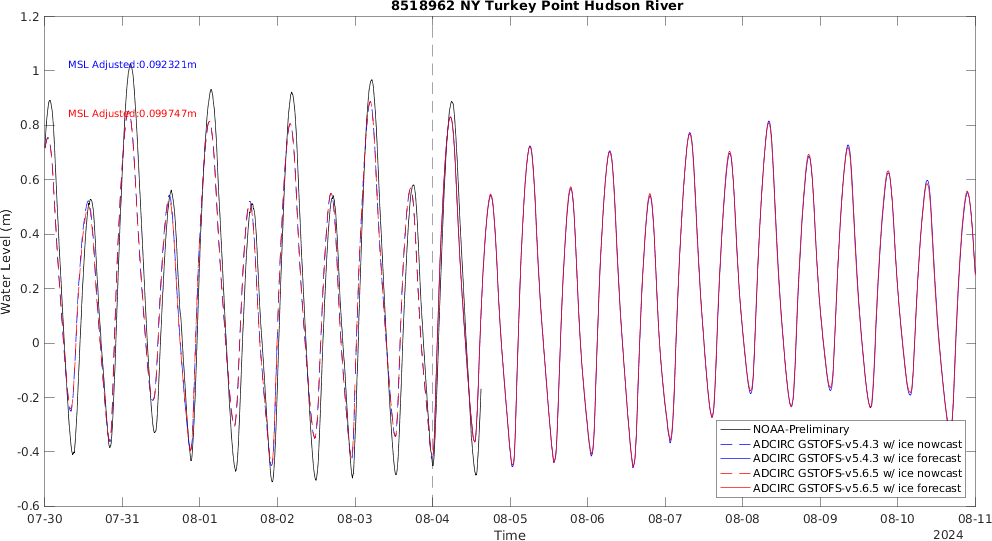 8518962 NY Turkey Point Hudson River
1.2
1
0.8
0.6
0.4
0.2
0
-0.2
-0.4
-0.6
Water Level (m)
MSL Adjusted:0.092321m
MSL Adjusted:0.099747m
NOAA-Preliminary
ADCIRC GSTOFS-v5.4.3 w/ ice nowcast
ADCIRC GSTOFS-v5.4.3 w/ ice forecast
ADCIRC GSTOFS-v5.6.5 w/ ice nowcast
ADCIRC GSTOFS-v5.6.5 w/ ice forecast
07-30 07-31 08-01 08-02 08-03 08-04 08-05 08-06 08-07 08-08 08-09 08-10 08-11
Time
2024